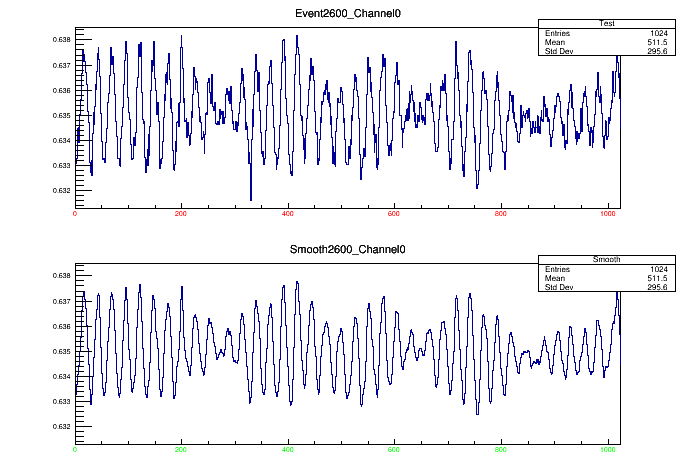 Event2600_Channel0
Test
Entries 1024
Mean 511.5
Std Dev 295.6
0.638
0.637
0.636
0.635
0.634
0.633
0.632
0 200 400 600 800 1000
Smooth2600_Channel0
Smooth
Entries 1024
Mean 511.5
Std Dev 295.6
0.638
0.637
0.636
0.635
0.634
0.633
0.632
0 200 400 600 800 1000